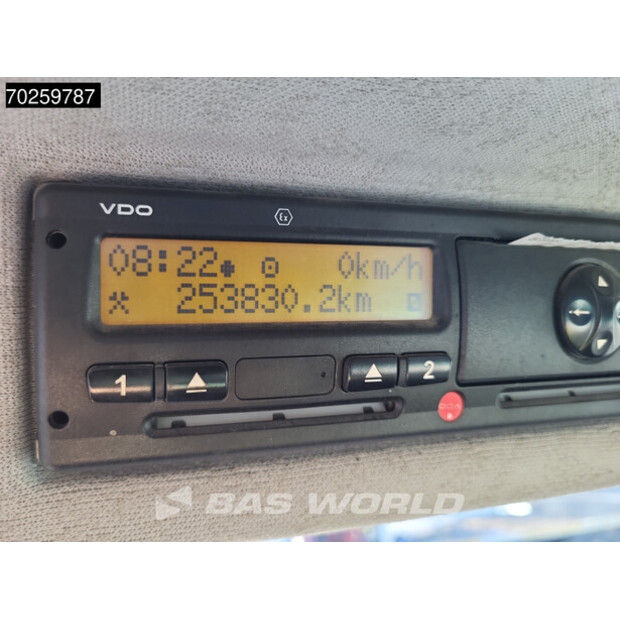 70259787
VDO
Ex
08:22 0km/h
253830.2km
1 2
BAS WORLD